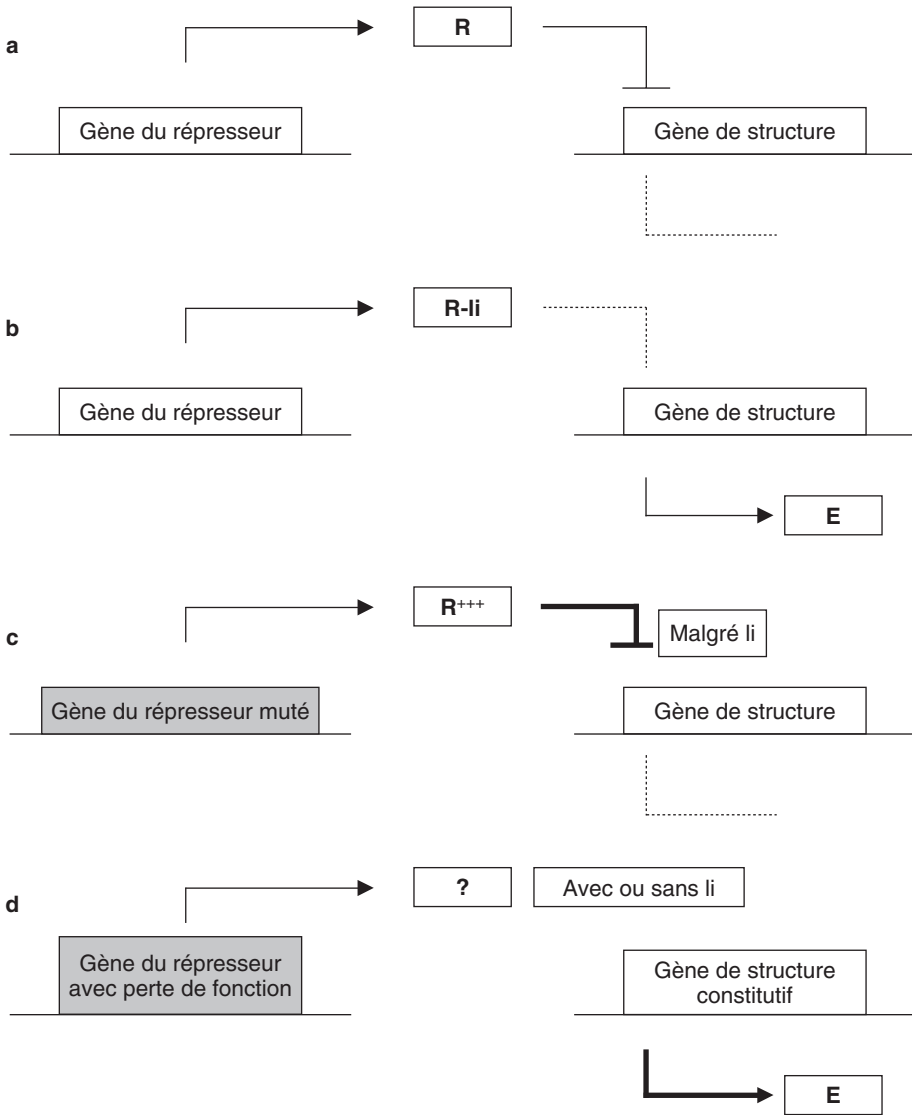 a
R
Gène du répresseur
Gène de structure
b
R-li
Gène du répresseur
Gène de structure
E
c
R+++
Malgré li
Gène du répresseur muté
Gène de structure
d
?
Avec ou sans li
Gène du répresseur
avec perte de fonction
Gène de structure
constitutif
E